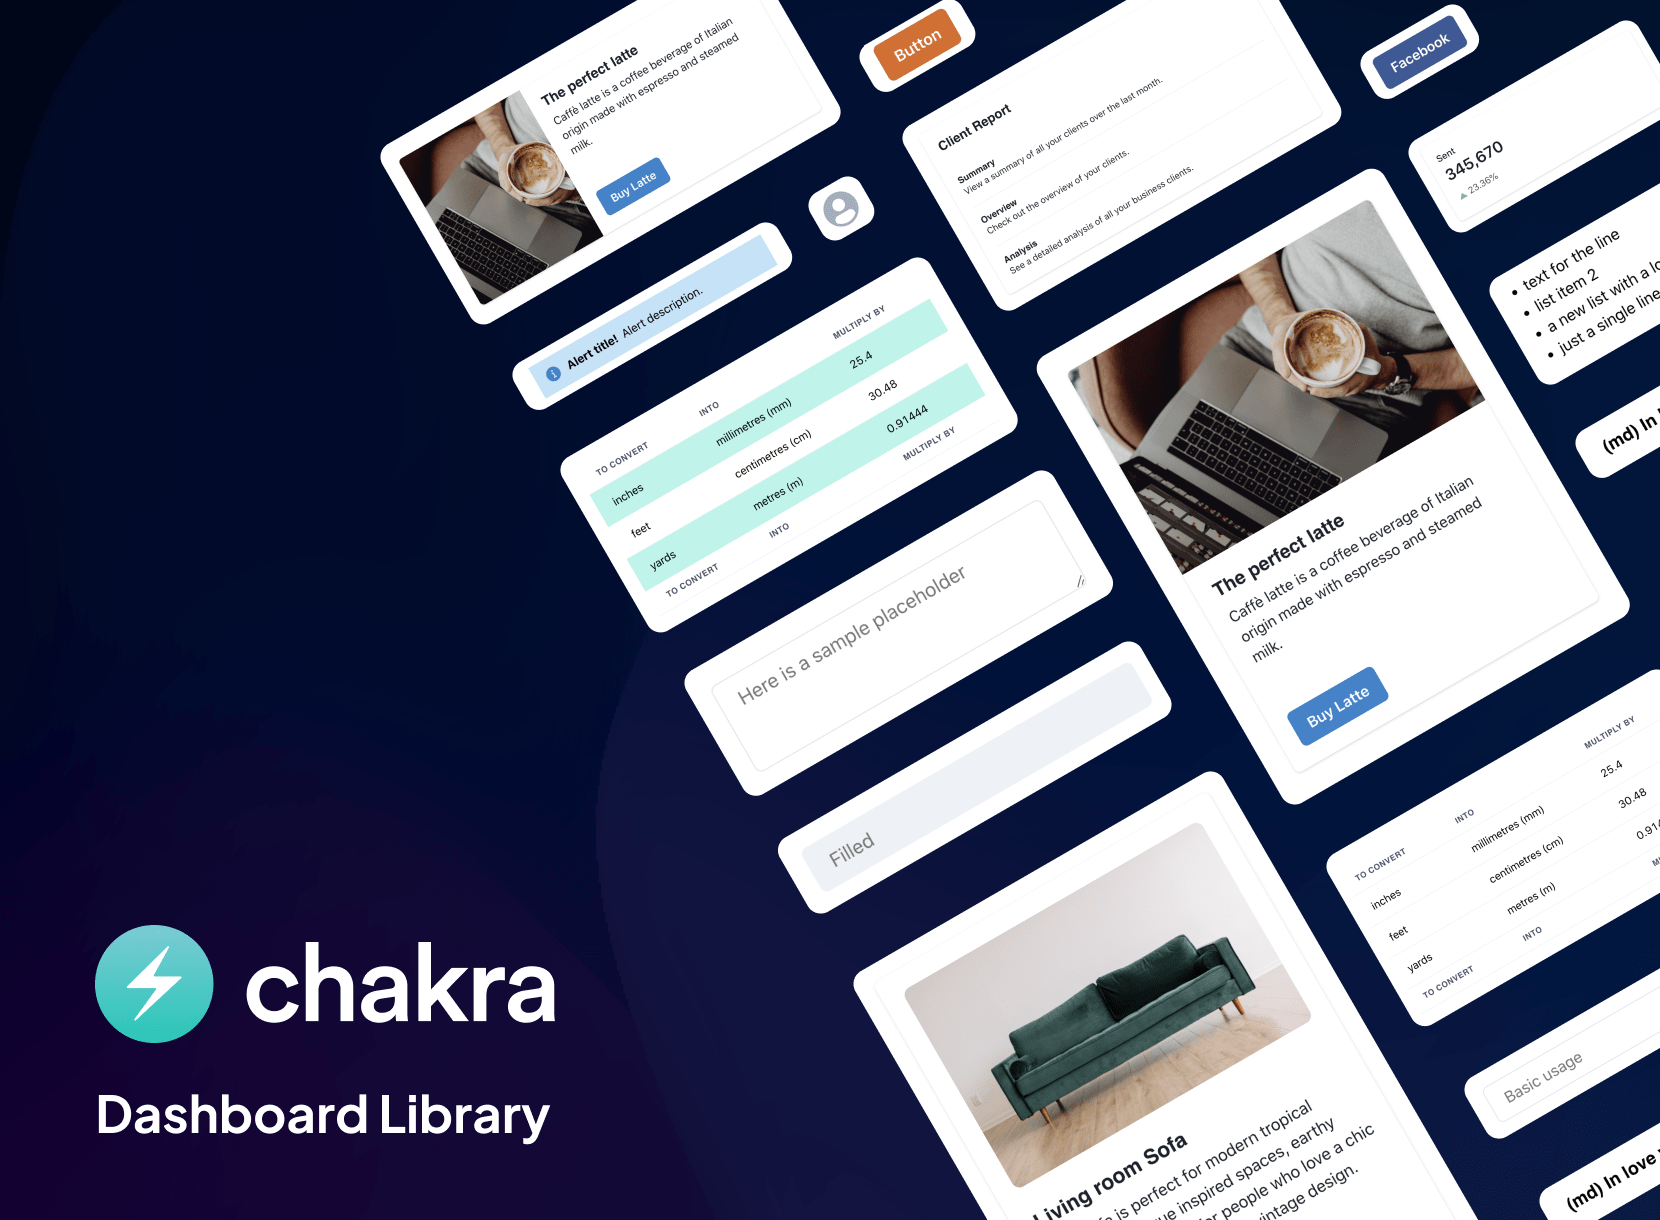 The perfect latte
Caffè latte is a coffee beverage of Italian
origin made with espresso and steamed
milk.
Buy Latte
Button
Client Report
Summary
View a summary of all your clients over the last month.
Overview
Check out the overview of your clients.
Analysis
See a detailed analysis of all your business clients.
Facebook
Sent
345,670
23.36%
text for the line
list item 2
a new list with a
just a single line
(md) In
Alert title! Alert description.
TO CONVERT INTO MULTIPLY BY
inches millimetres (mm) 25.4
feet centimetres (cm) 30.48
yards metres (m) 0.91444
TO CONVERT INTO MULTIPLY BY
Here is a sample placeholder
Filled
The perfect latte
Caffè latte is a coffee beverage of Italian
origin made with espresso and steamed
milk.
Buy Latte
Living room Sofa
is perfect for modern tropical
inspired spaces, earthy
people who love a chic
design.
TO CONVERT INTO MULTIPLY BY
inches millimetres (mm) 25.4
feet centimetres (cm) 30.48
yards metres (m)
TO CONVERT INTO
Basic usage
(md) In love
chakra
Dashboard Library